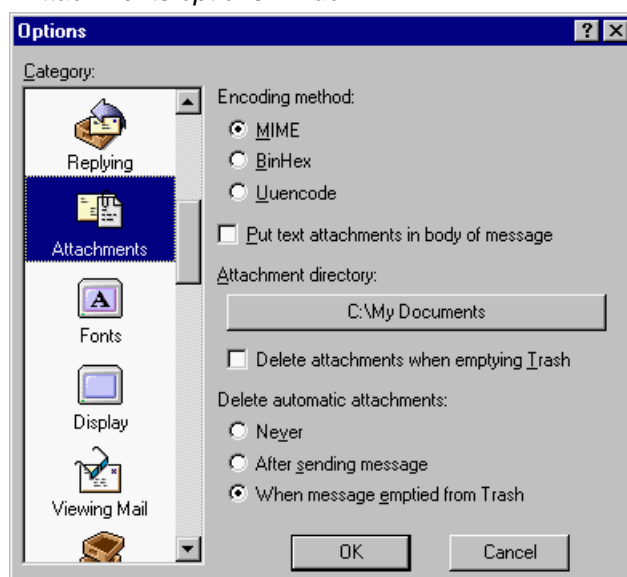 Options
Category:
Replying
Attachments
Fonts
Display
Viewing Mail
Encoding method:
MIME
BinHex
Uuencode
Put text attachments in body of message
Attachment directory:
C:\My Documents
Delete attachments when emptying Trash
Delete automatic attachments:
Never
After sending message
When message emptied from Trash
OK
Cancel